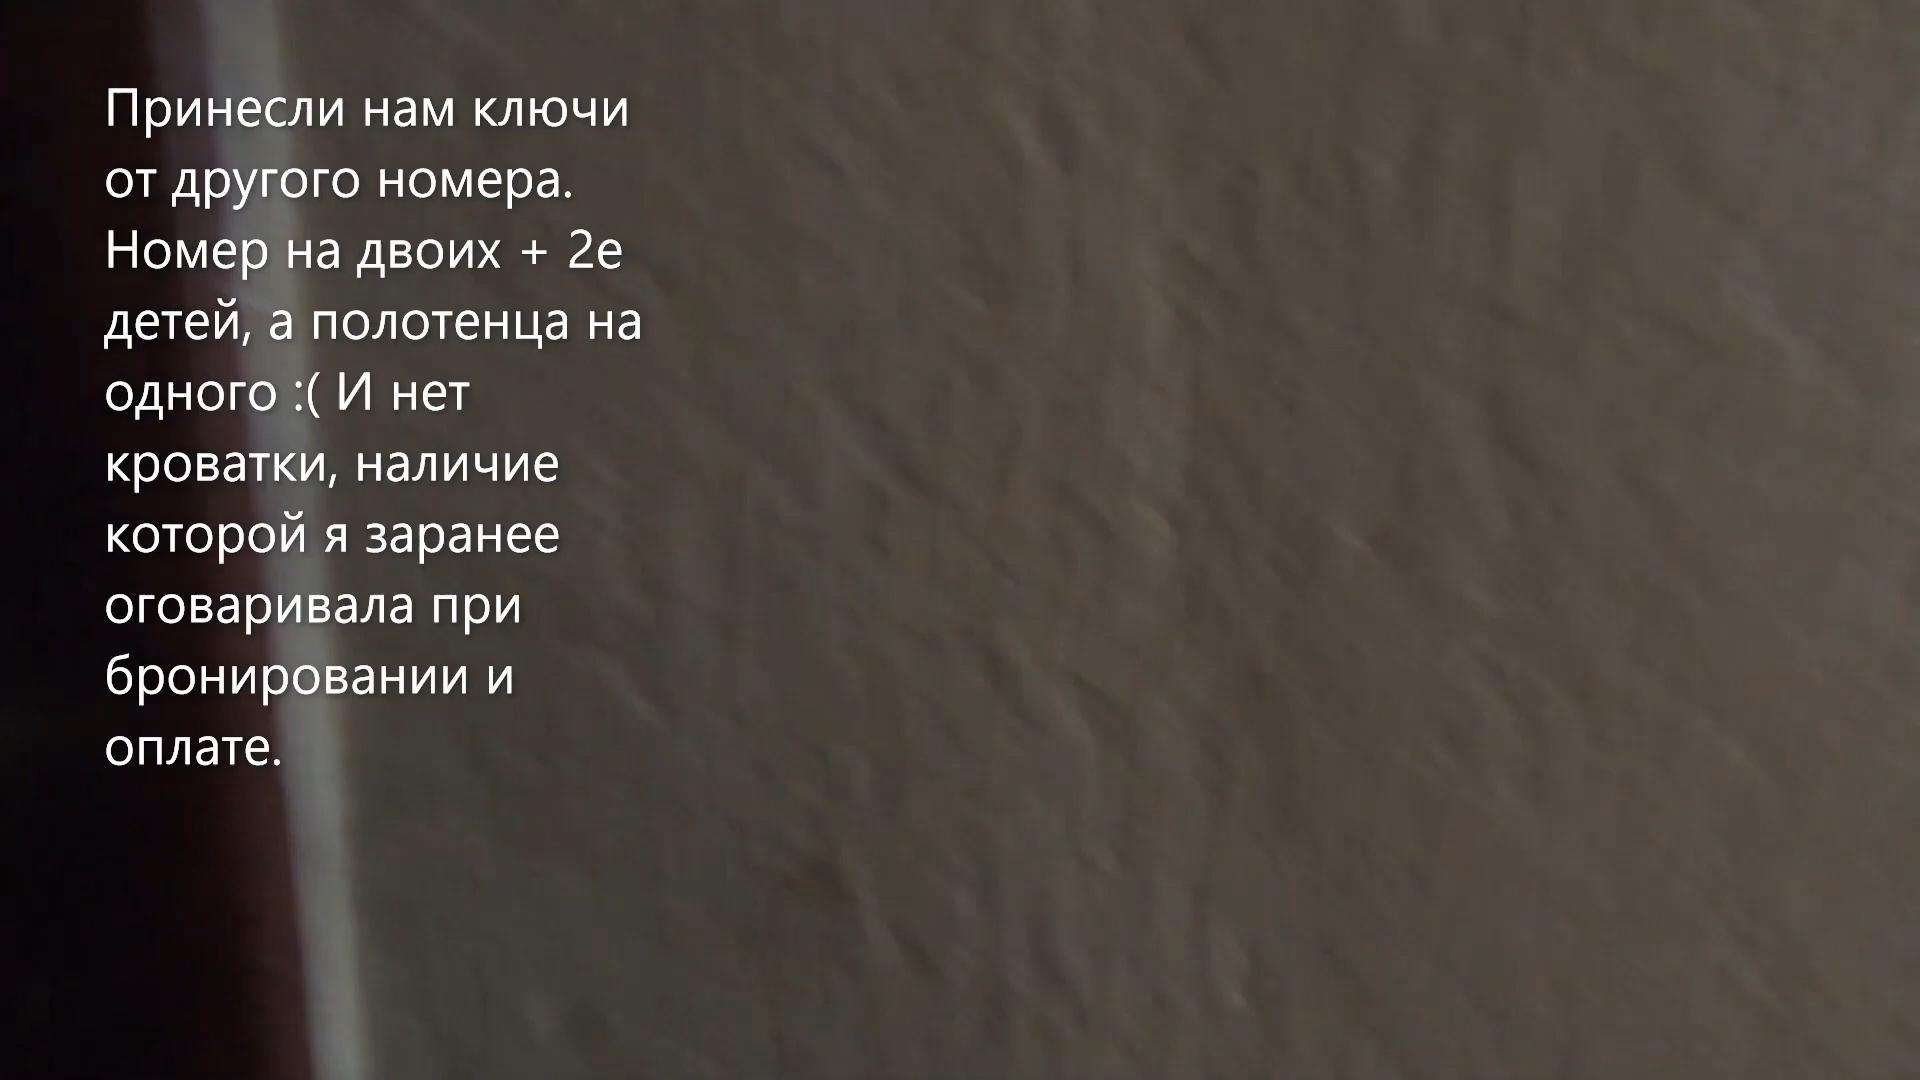 Принесли нам ключи
от другого номера.
Номер на двоих + 2е
детей, а полотенца на
одного :( И нет
кроватки, наличие
которой я заранее
оговаривала при
бронировании и
оплате.